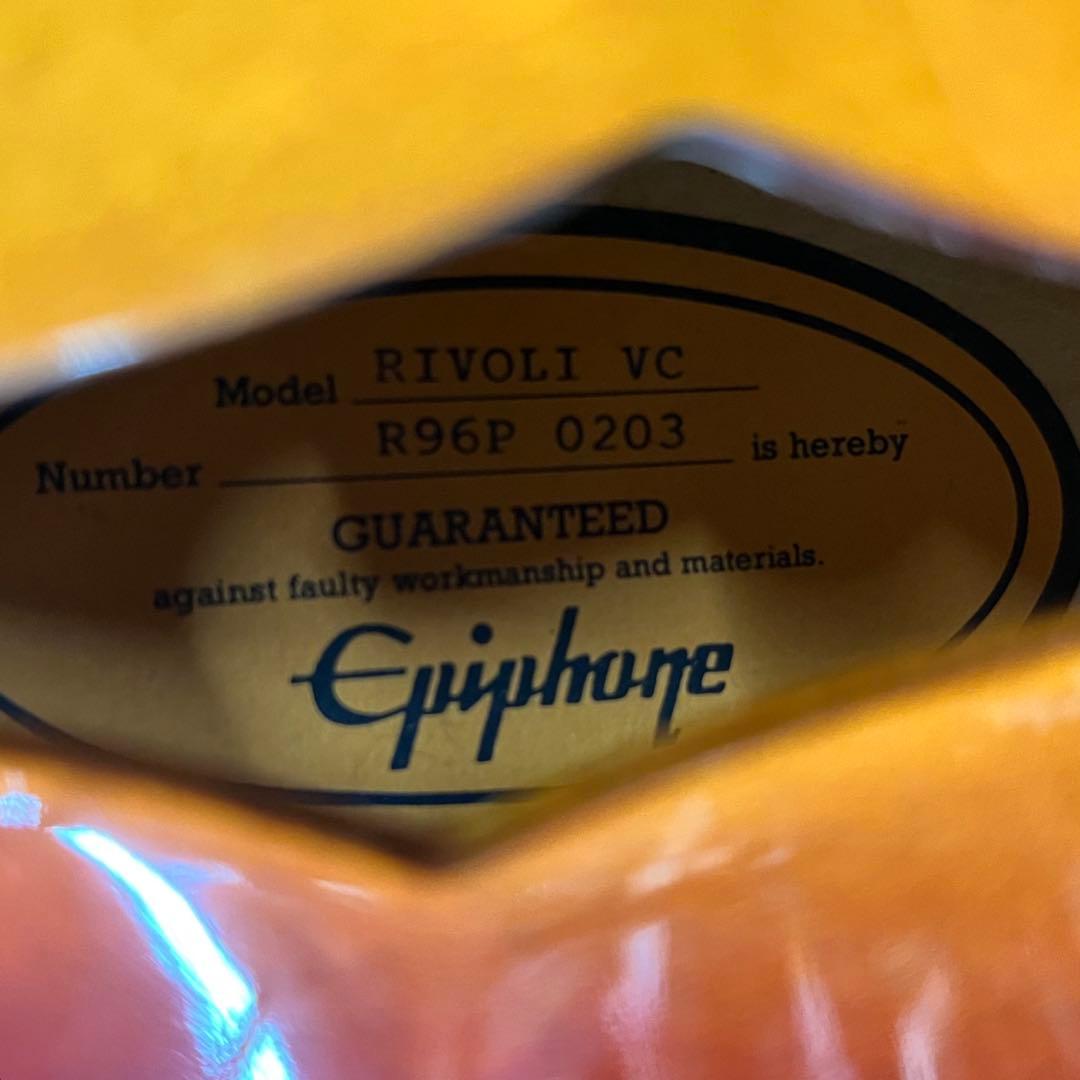 Model RIVOLI VC
Number R96P 0203 is hereby
GUARANTEED
against faulty workmanship and materials.
Epiphone